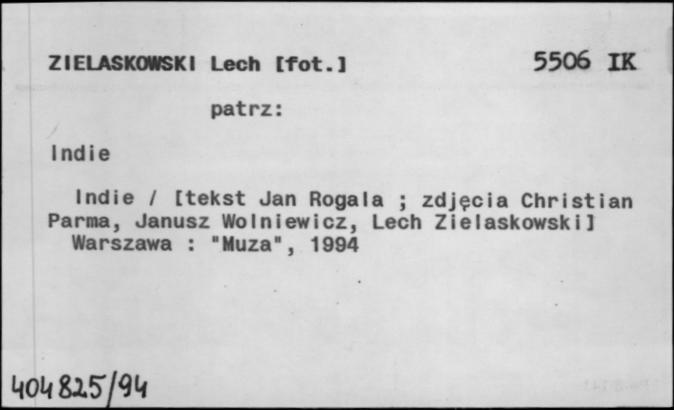 ZIELASKOWSKI Lech [fot.] 5506 IK
patrz:
Indie
Indie / [tekst Jan Rogala ; zdjęcia Christian
Parma, Janusz Wolniewicz, Lech Zielaskowski]
Warszawa : "Muza", 1994
404825/94